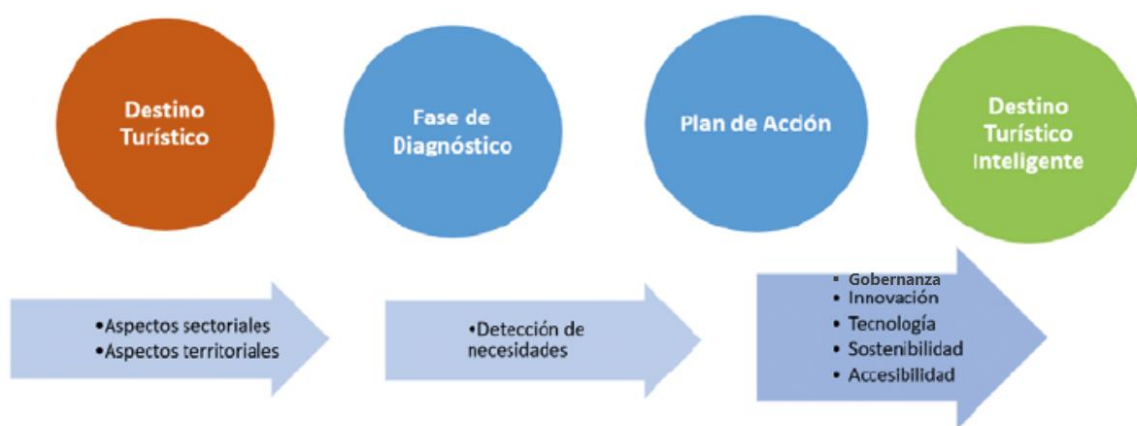 Destino
Turístico
Fase de
Diagnóstico
Plan de Acción
Destino
Turístico
Inteligente
•Aspectos sectoriales
•Aspectos territoriales
•Detección de
necesidades
▪ Gobernanza
• Innovación
• Tecnología
• Sostenibilidad
• Accesibilidad